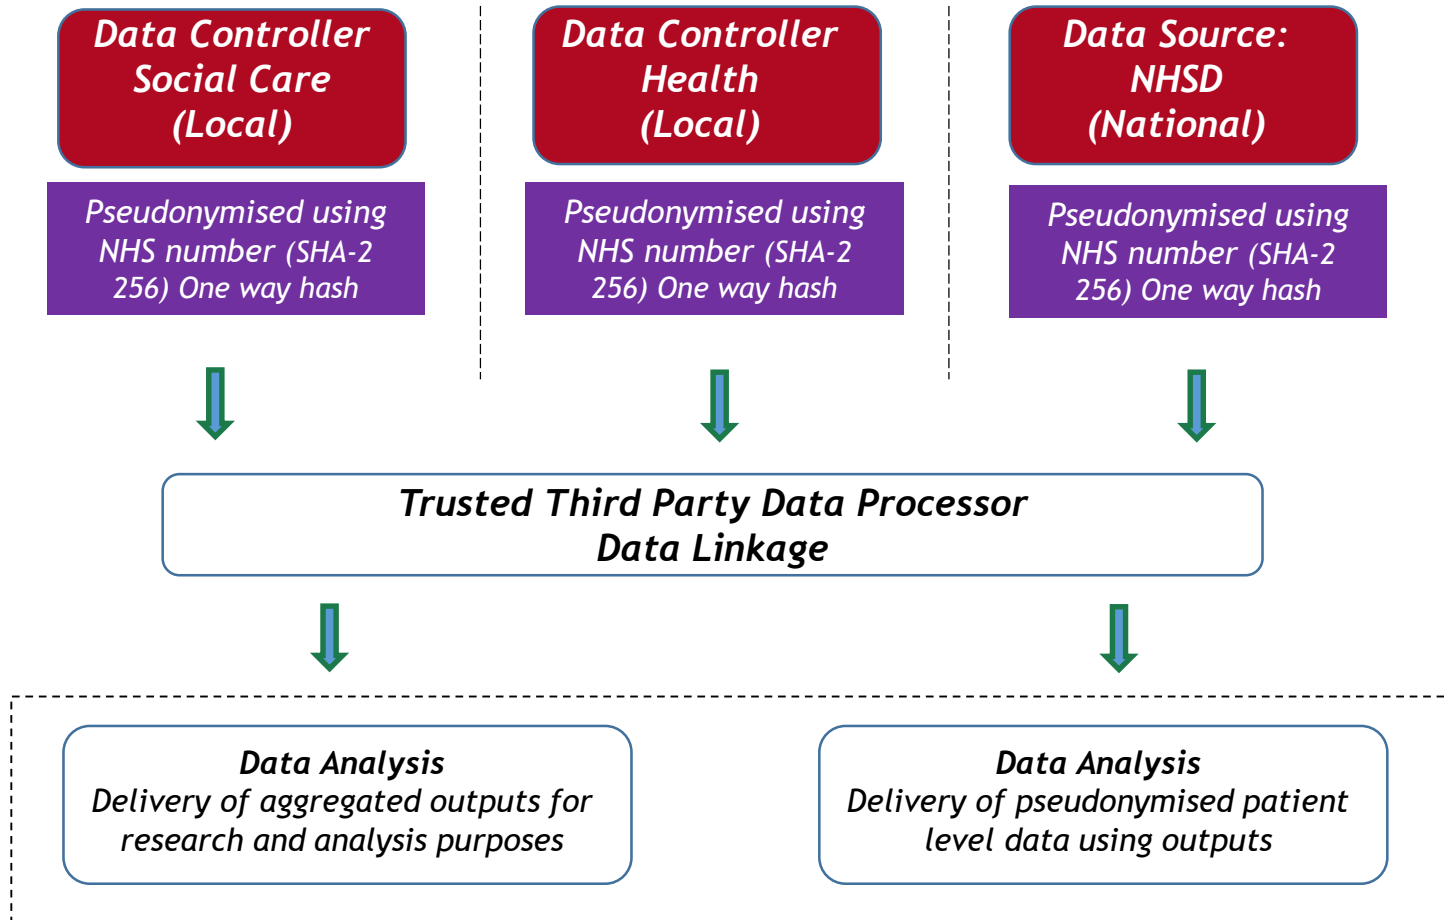 Data Controller
Social Care
(Local)
Data Controller
Health
(Local)
Data Source:
NHSD
(National)
Pseudonymised using
NHS number (SHA-2
256) One way hash
Pseudonymised using
NHS number (SHA-2
256) One way hash
Pseudonymised using
NHS number (SHA-2
256) One way hash
Trusted Third Party Data Processor
Data Linkage
Data Analysis
Delivery of aggregated outputs for
research and analysis purposes
Data Analysis
Delivery of pseudonymised patient
level data using outputs